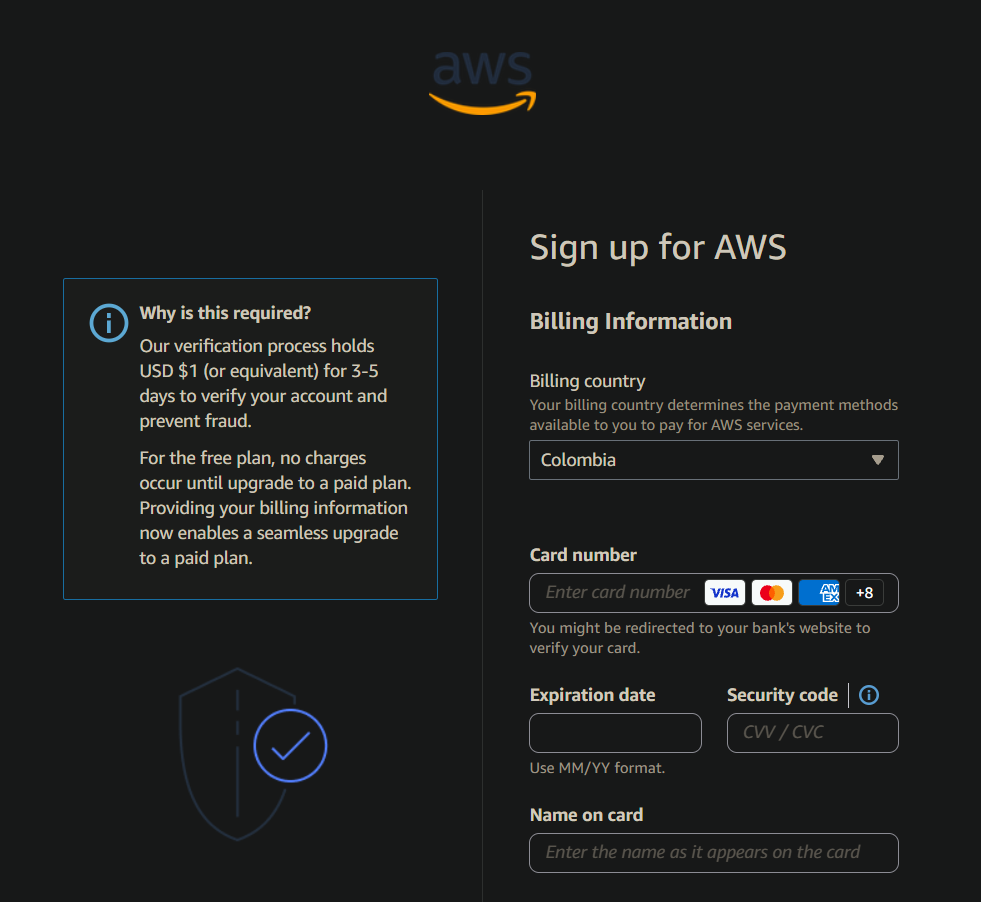 aws
Why is this required?
Our verification process holds
USD $1 (or equivalent) for 3-5
days to verify your account and
prevent fraud.
For the free plan, no charges
occur until upgrade to a paid plan.
Providing your billing information
now enables a seamless upgrade
to a paid plan.
Sign up for AWS
Billing Information
Billing country
Your billing country determines the payment methods
available to you to pay for AWS services.
Colombia
Card number
Enter card number VISA AMEX +8
You might be redirected to your bank's website to
verify your card.
Expiration date Security code
CVV / CVC
Use MM/YY format.
Name on card
Enter the name as it appears on the card